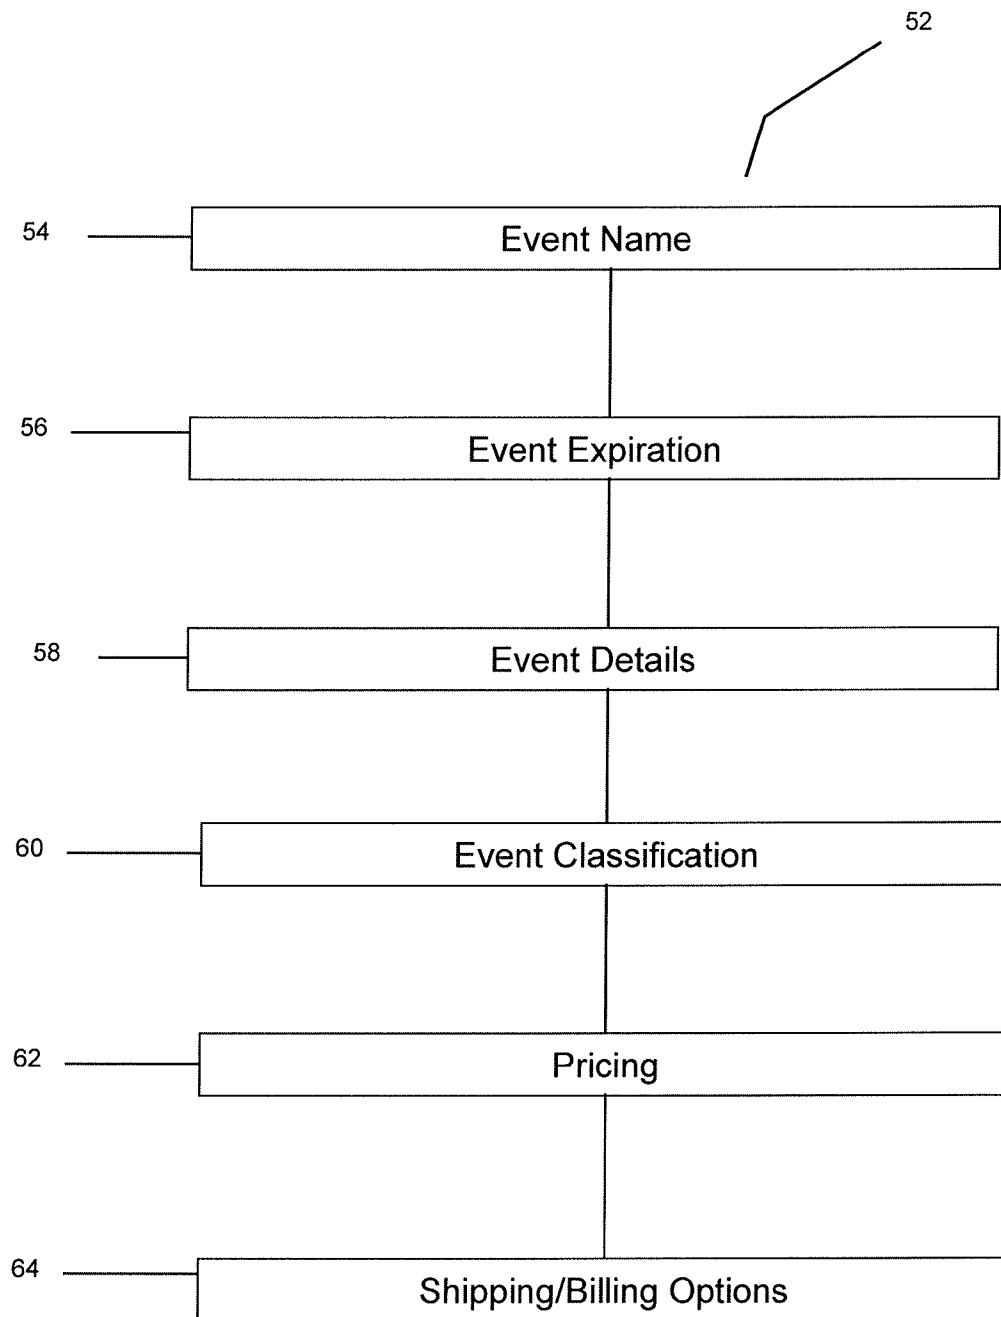 52
54
Event Name
56
Event Expiration
58
Event Details
60
Event Classification
62
Pricing
64
Shipping/Billing Options